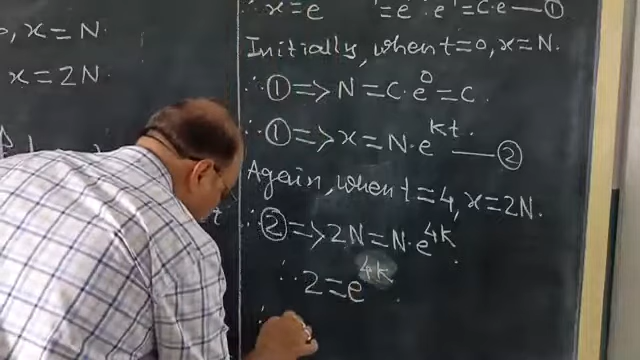 , x=N.
x=2N
∴ x=e =e·e=C·e—①
Initially, when t=0, x=N.
∴ ① => N=C·e⁰=C.
∴ ① => x=N·e^{kt}. —②
Again, when t=4, x=2N.
∴ ② => 2N=N·e^{4k}.
∴ 2=e^{4k}.